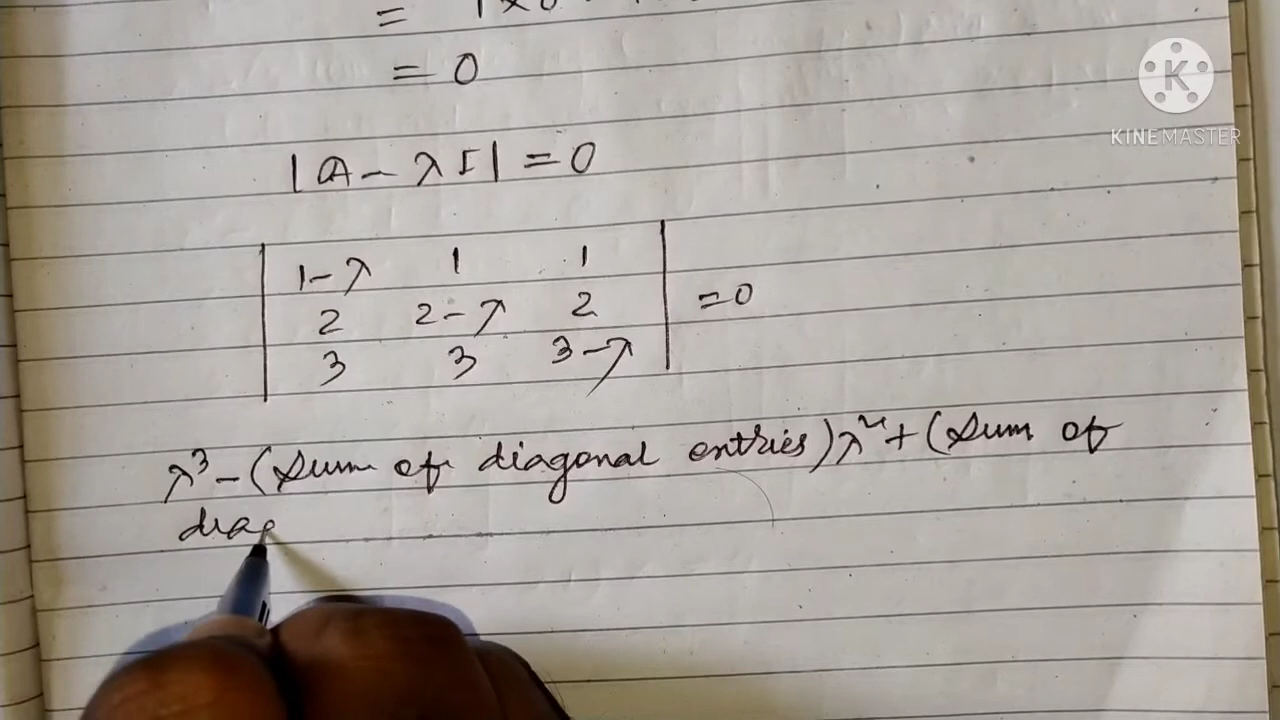 =
= 0
|A - λI| = 0
1-λ 1 1
2 2-λ 2 = 0
3 3 3-λ
λ³ - (Sum of diagonal entries)λ² + (Sum of
diag
K
KINEMASTER